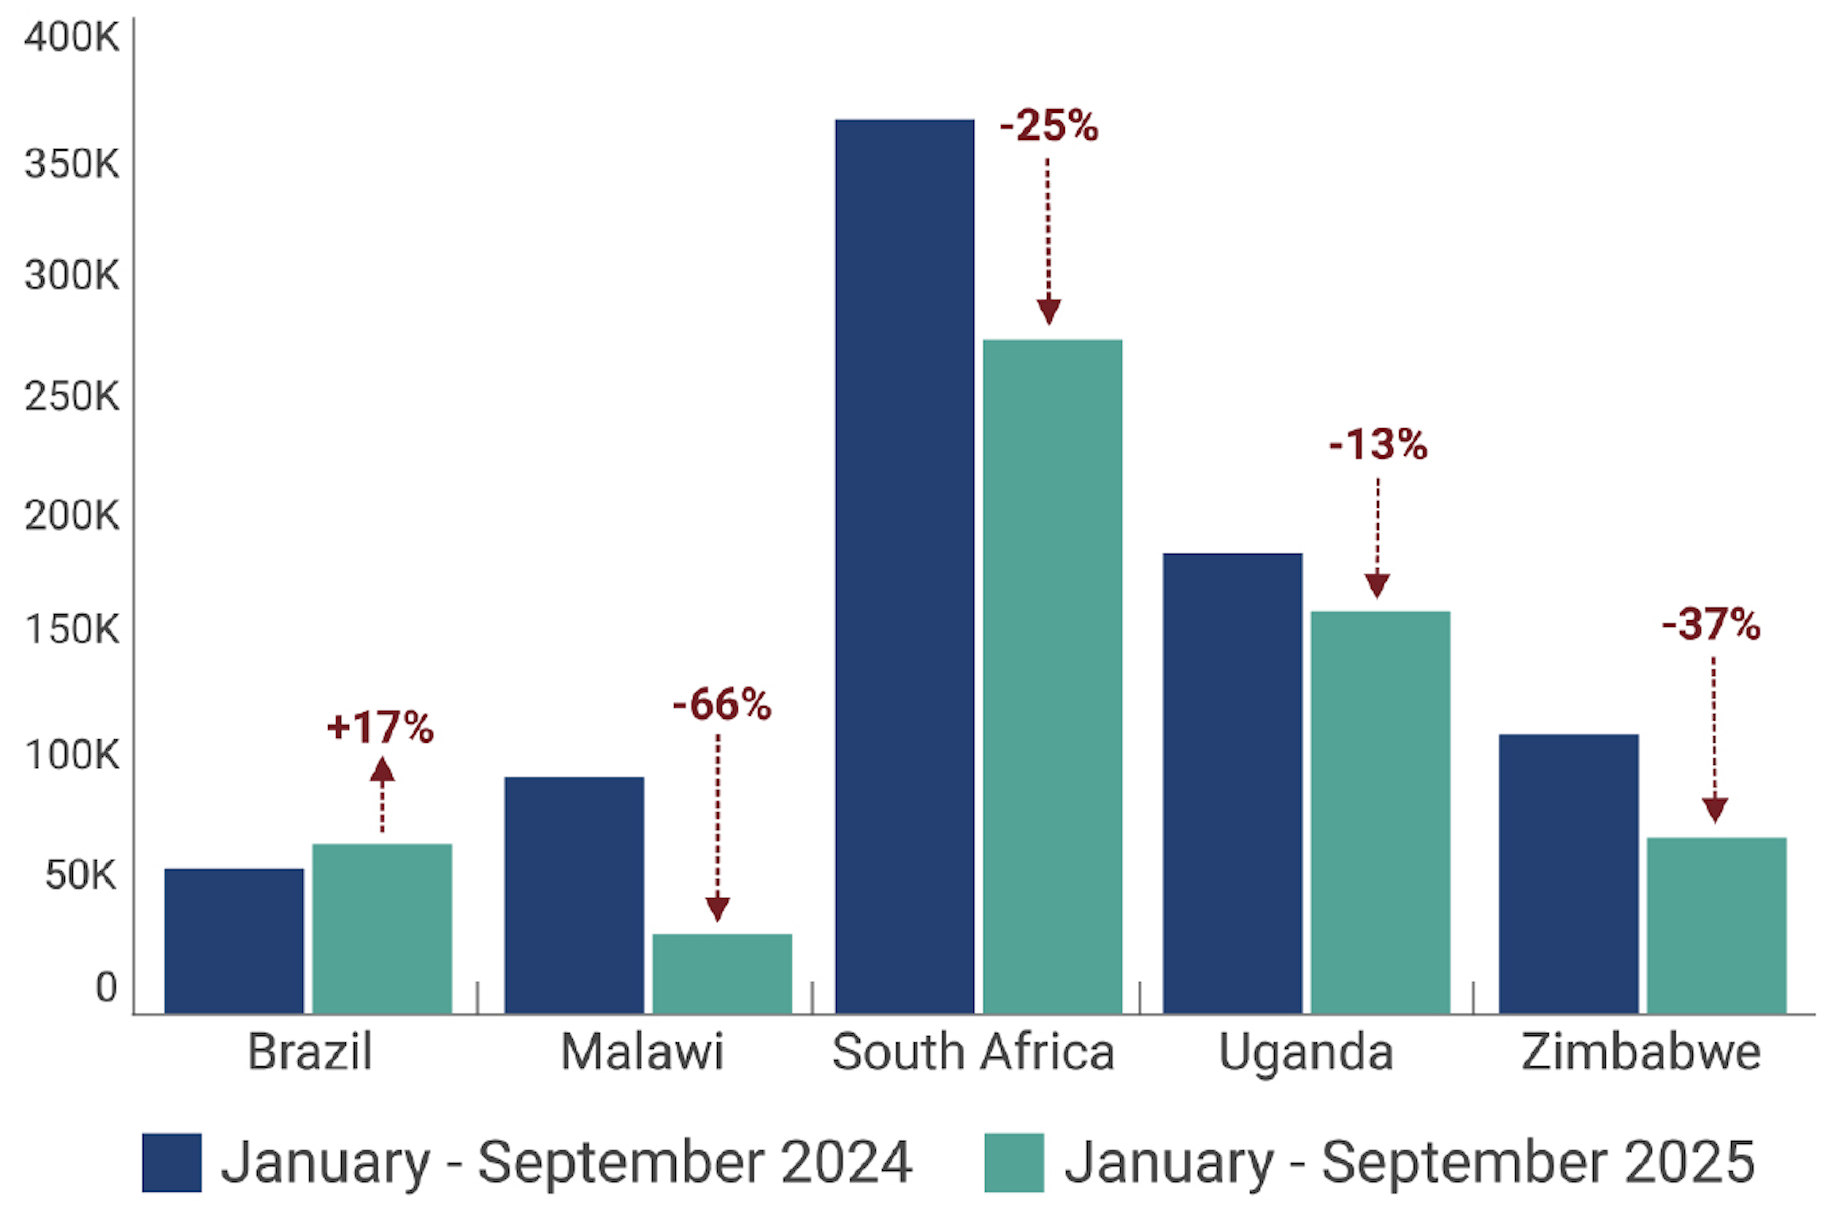 400K
350K
300K
250K
200K
150K
100K
50K
0
+17%
-66%
-25%
-13%
-37%
Brazil
Malawi
South Africa
Uganda
Zimbabwe
January - September 2024
January - September 2025